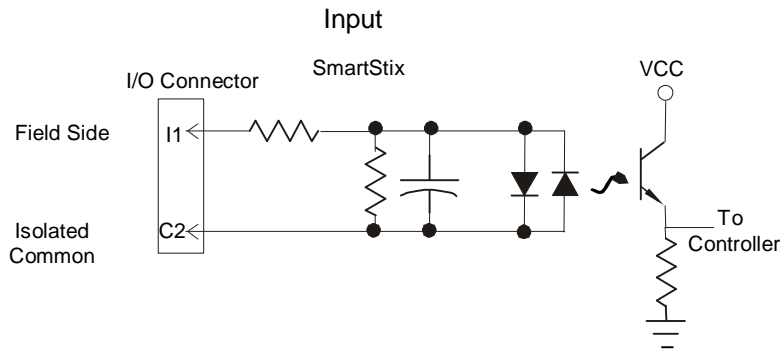 Input
SmartStix
I/O Connector
VCC
Field Side
I1
Isolated
Common
C2
To
Controller